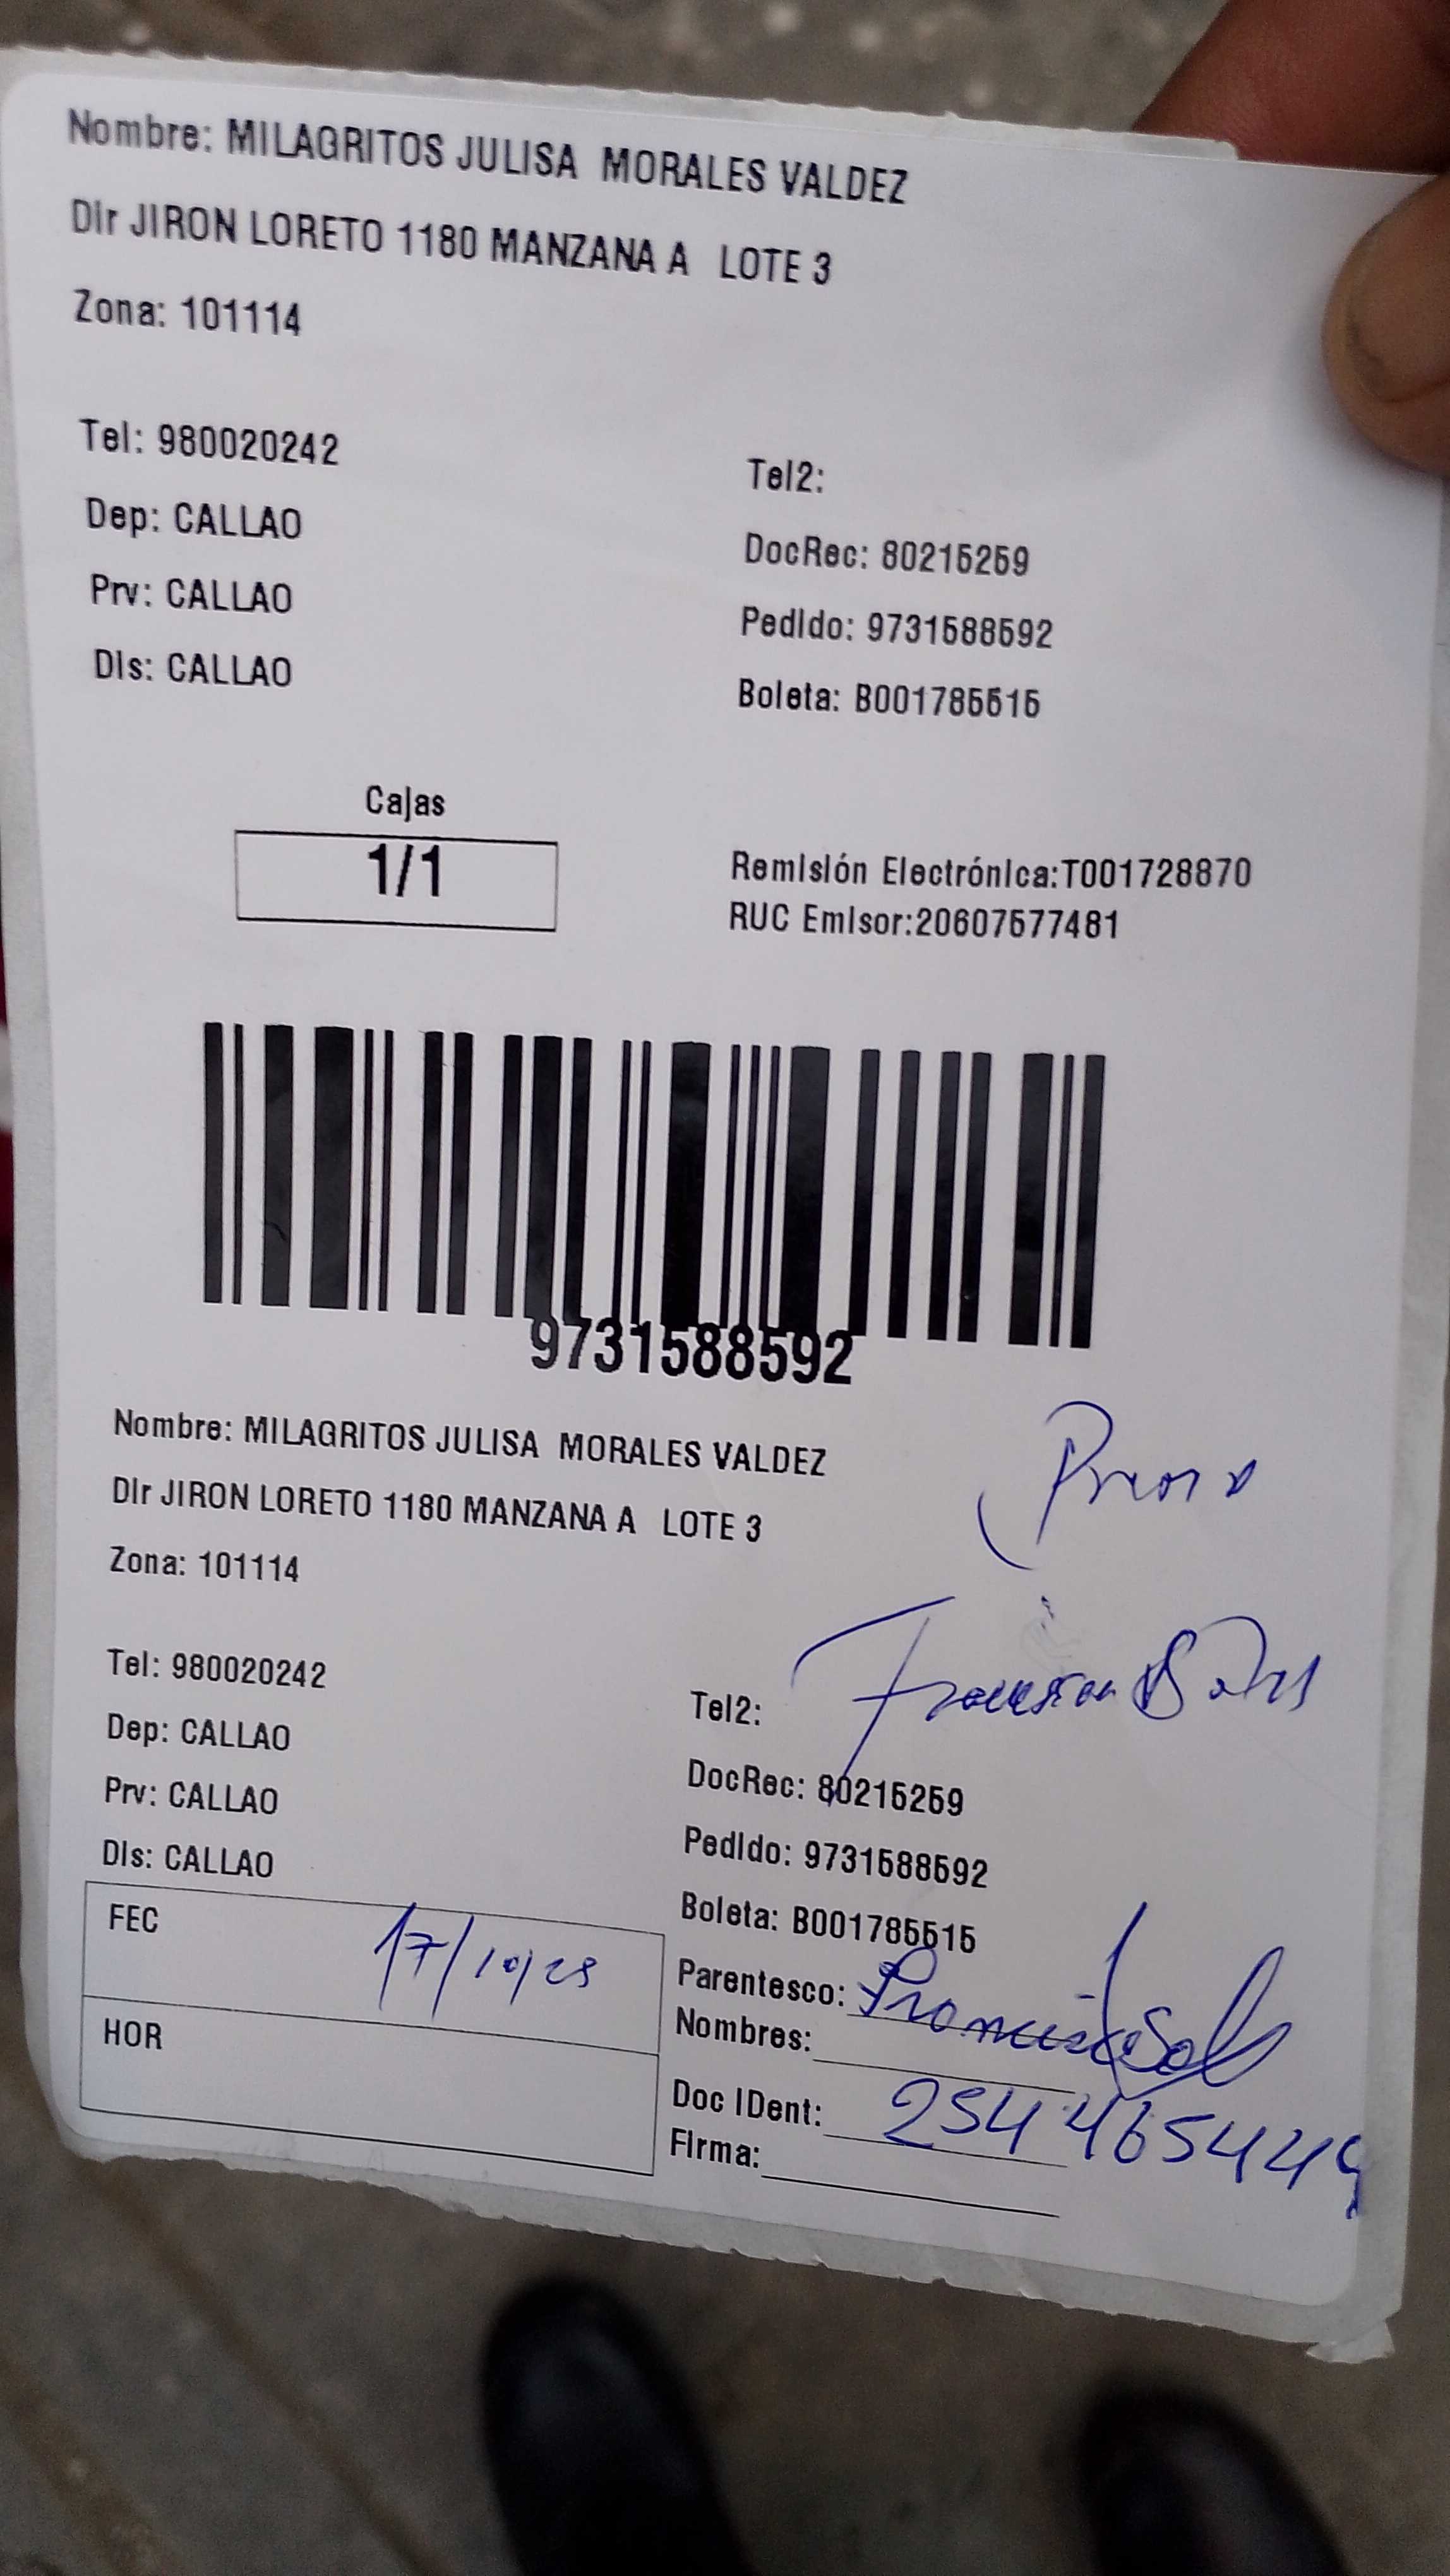 Nombre: MILAGRITOS JULISA MORALES VALDEZ
Dir JIRON LORETO 1180 MANZANA A LOTE 3
Zona: 101114
Tel: 980020242
Tel2:
Dep: CALLAO
DocRec: 80215259
Prv: CALLAO
Pedido: 9731588592
Dis: CALLAO
Boleta: B001785515
Cajas
1/1
Remisión Electrónica:T001728870
RUC Emisor:20607577481
9731588592
Nombre: MILAGRITOS JULISA MORALES VALDEZ
Dir JIRON LORETO 1180 MANZANA A LOTE 3
Zona: 101114
Tel: 980020242
Tel2:
Dep: CALLAO
DocRec: 80215259
Prv: CALLAO
Pedido: 9731588592
Dis: CALLAO
Boleta: B001785515
FEC 17/10/23
Parentesco:
Nombres:
HOR
Doc IDent:
Firma: